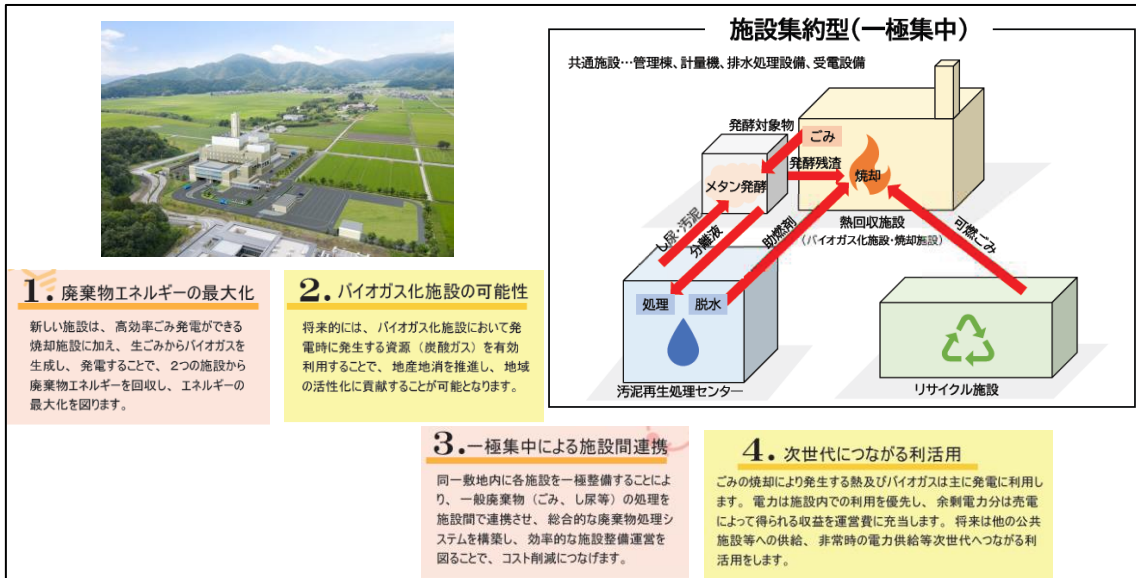 施設集約型(一極集中)
共通施設…管理棟、計量機、排水処理設備、受電設備
発酵対象物
ごみ
メタン発酵
発酵残渣
焼却
し尿・汚泥
分離液
助燃剤
熱回収施設
(バイオガス化施設・焼却施設)
可燃ごみ
処理
脱水
汚泥再生処理センター
リサイクル施設
1. 廃棄物エネルギーの最大化
新しい施設は、高効率ごみ発電ができる
焼却施設に加え、生ごみからバイオガスを
生成し、発電することで、2つの施設から
廃棄物エネルギーを回収し、エネルギーの
最大化を図ります。
2. バイオガス化施設の可能性
将来的には、バイオガス化施設において発
電時に発生する資源(炭酸ガス)を有効
利用することで、地産地消を推進し、地域
の活性化に貢献することが可能となります。
3. 一極集中による施設間連携
同一敷地内に各施設を一極整備することによ
り、一般廃棄物(ごみ、し尿等)の処理を
施設間で連携させ、総合的な廃棄物処理シ
ステムを構築し、効率的な施設整備運営を
図ることで、コスト削減につなげます。
4. 次世代につながる利活用
ごみの焼却により発生する熱及びバイオガスは主に発電に利用し
ます。電力は施設内での利用を優先し、余剰電力分は売電
によって得られる収益を運営費に充当します。将来は他の公共
施設等への供給、非常時の電力供給等次世代へつながる利
活用をします。